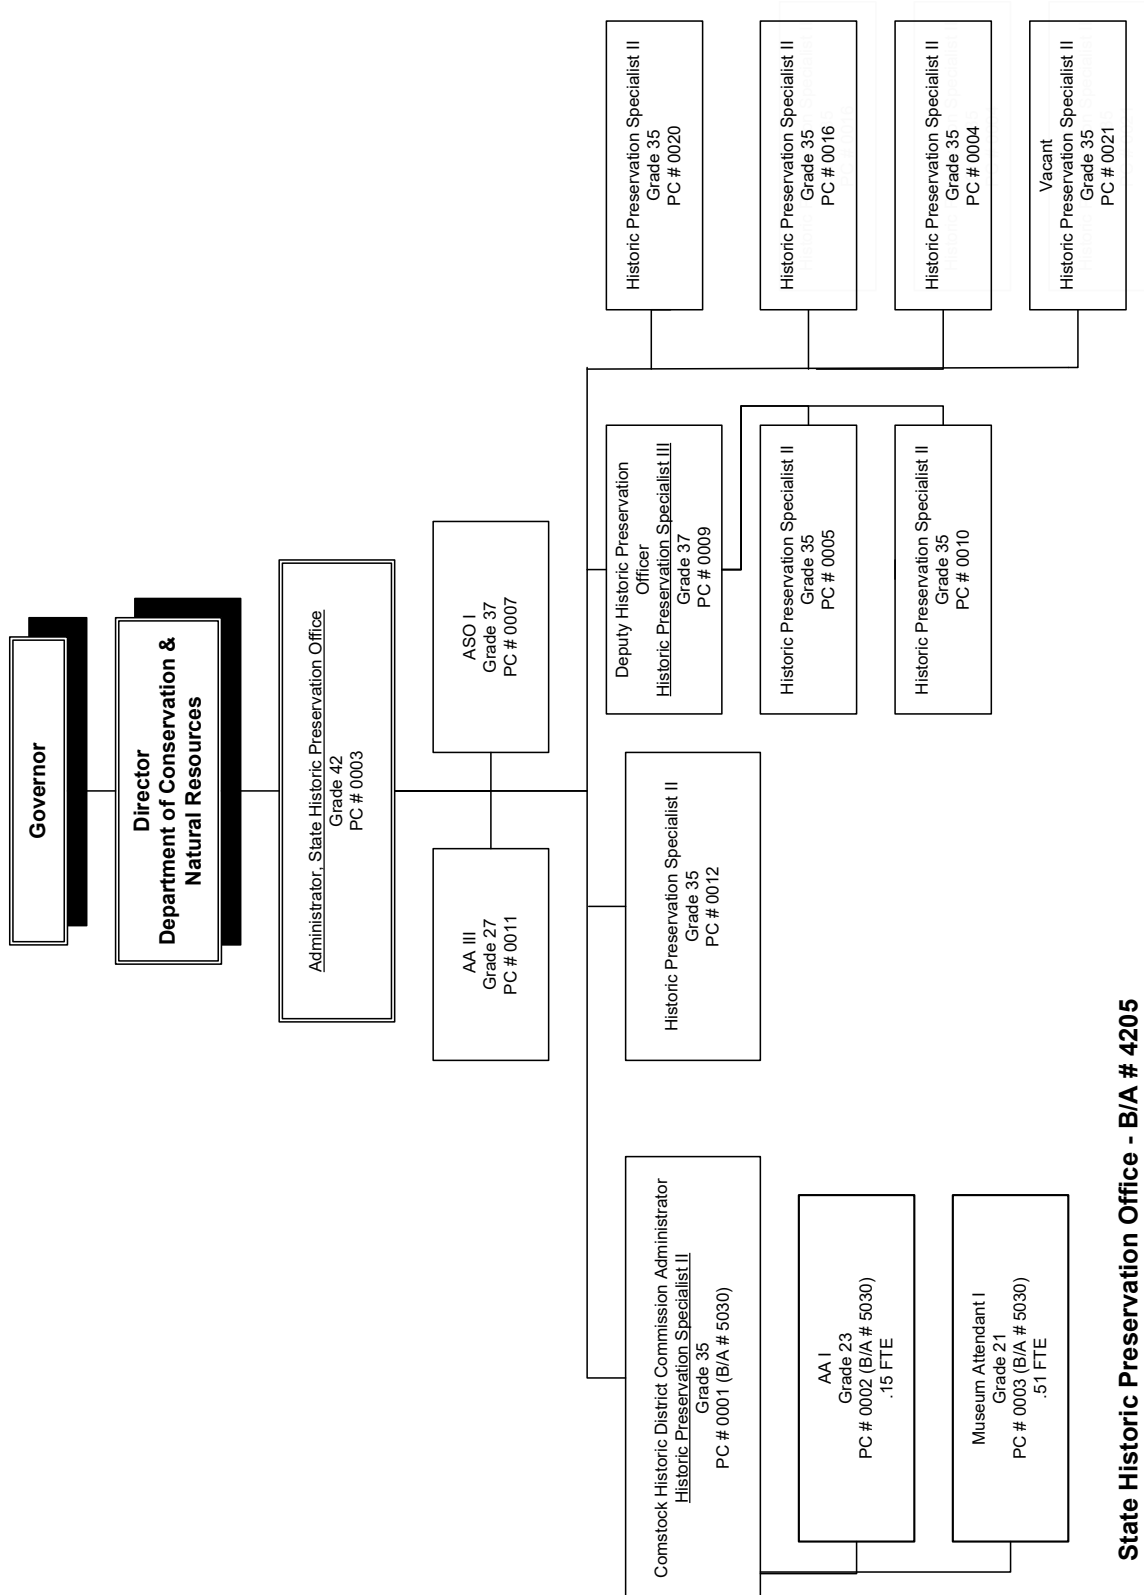 Governor
Director
Department of Conservation &
Natural Resources
Administrator, State Historic Preservation Office
Grade 42
PC # 0003
AA III
Grade 27
PC # 0011
ASO I
Grade 37
PC # 0007
Comstock Historic District Commission Administrator
Historic Preservation Specialist II
Grade 35
PC # 0001 (B/A # 5030)
AA I
Grade 23
PC # 0002 (B/A # 5030)
.15 FTE
Museum Attendant I
Grade 21
PC # 0003 (B/A # 5030)
.51 FTE
Historic Preservation Specialist II
Grade 35
PC # 0012
Deputy Historic Preservation
Officer
Historic Preservation Specialist III
Grade 37
PC # 0009
Historic Preservation Specialist II
Grade 35
PC # 0005
Historic Preservation Specialist II
Grade 35
PC # 0010
Historic Preservation Specialist II
Grade 35
PC # 0020
Historic Preservation Specialist II
Grade 35
PC # 0016
Historic Preservation Specialist II
Grade 35
PC # 0004
Vacant
Historic Preservation Specialist II
Grade 35
PC # 0021
State Historic Preservation Office - B/A # 4205